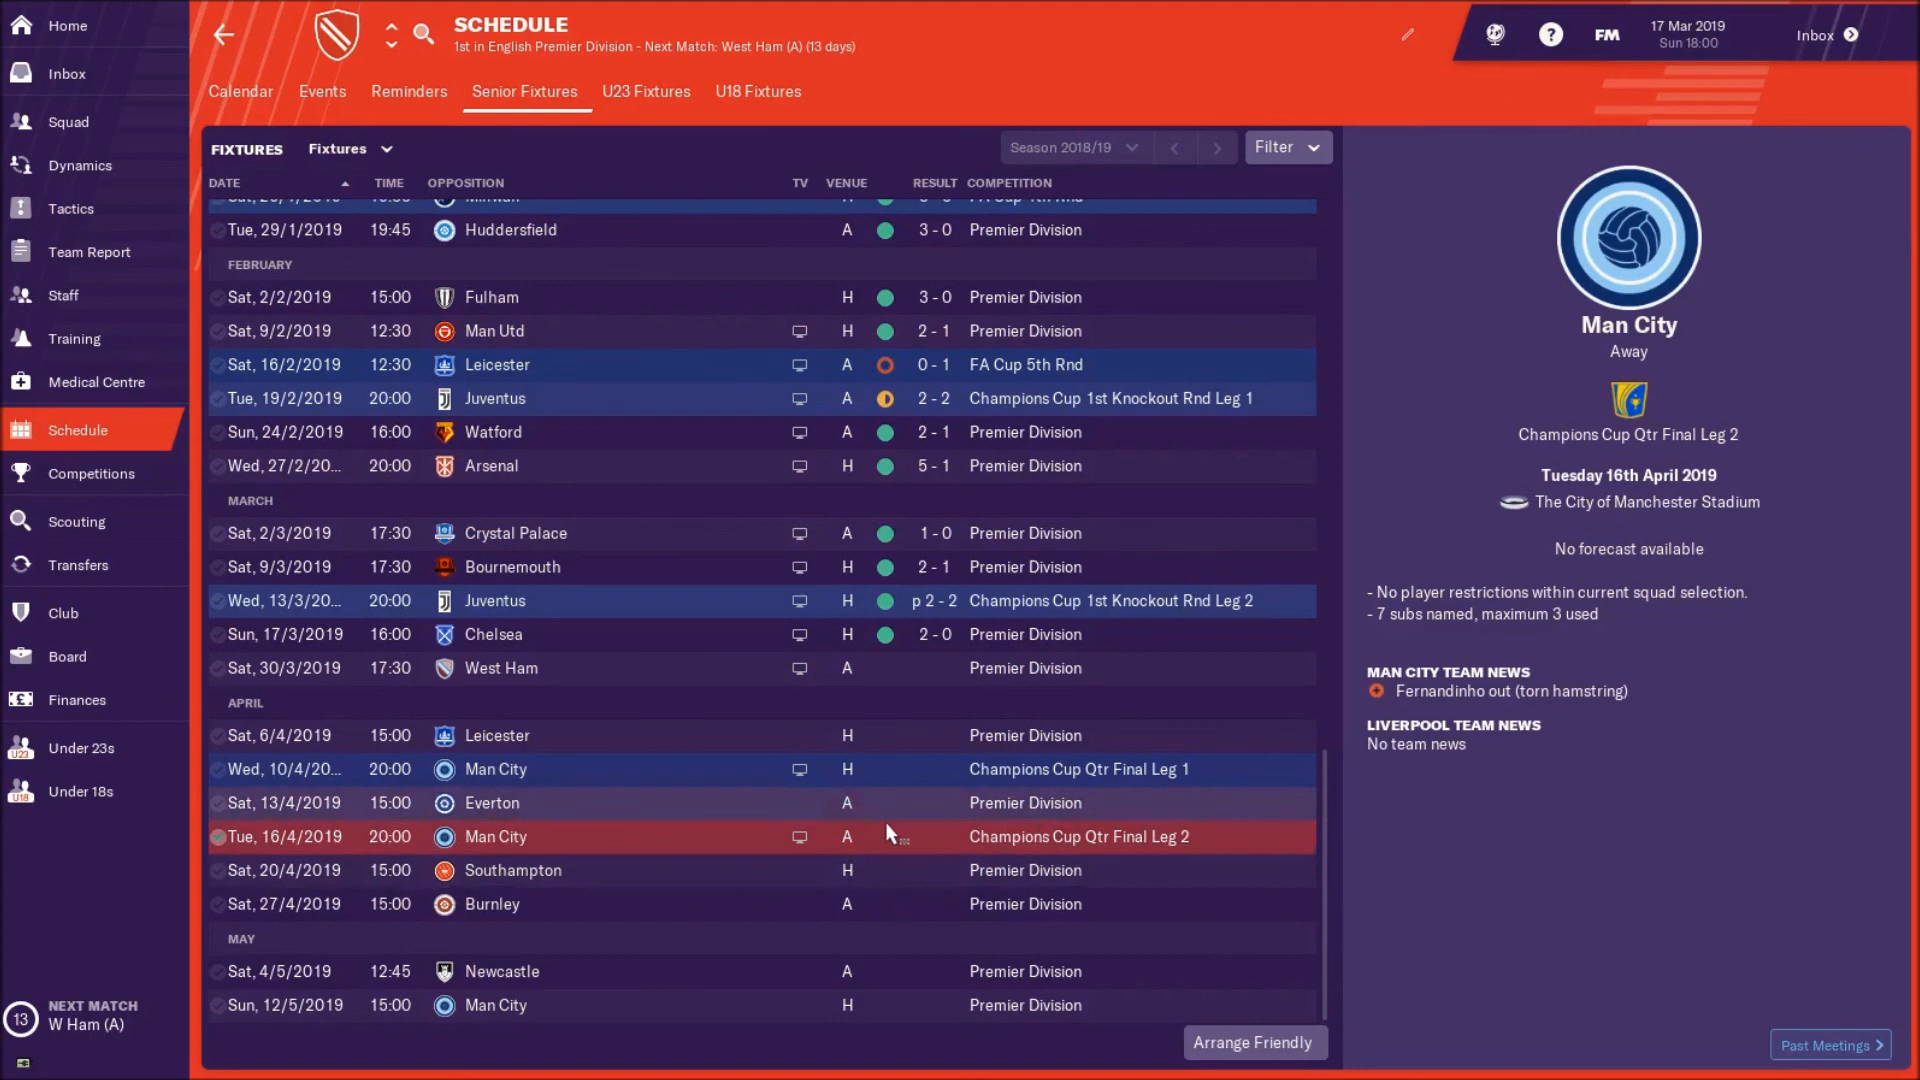 Home
Inbox
Squad
Dynamics
Tactics
Team Report
Staff
Training
Medical Centre
Schedule
Competitions
Scouting
Transfers
Club
Board
Finances
U23 Under 23s
U18 Under 18s
13 NEXT MATCH
W Ham (A)
SCHEDULE
1st in English Premier Division - Next Match: West Ham (A) (13 days)
? FM 17 Mar 2019 Inbox
Sun 18:00
Calendar Events Reminders Senior Fixtures U23 Fixtures U18 Fixtures
FIXTURES Fixtures Season 2018/19 Filter
DATE TIME OPPOSITION TV VENUE RESULT COMPETITION
Tue, 29/1/2019 19:45 Huddersfield A 3 - 0 Premier Division
FEBRUARY
Sat, 2/2/2019 15:00 Fulham H 3 - 0 Premier Division
Sat, 9/2/2019 12:30 Man Utd H 2 - 1 Premier Division
Sat, 16/2/2019 12:30 Leicester A 0 - 1 FA Cup 5th Rnd
Tue, 19/2/2019 20:00 Juventus A 2 - 2 Champions Cup 1st Knockout Rnd Leg 1
Sun, 24/2/2019 16:00 Watford A 2 - 1 Premier Division
Wed, 27/2/20... 20:00 Arsenal H 5 - 1 Premier Division
MARCH
Sat, 2/3/2019 17:30 Crystal Palace A 1 - 0 Premier Division
Sat, 9/3/2019 17:30 Bournemouth H 2 - 1 Premier Division
Wed, 13/3/20... 20:00 Juventus H p 2 - 2 Champions Cup 1st Knockout Rnd Leg 2
Sun, 17/3/2019 16:00 Chelsea H 2 - 0 Premier Division
Sat, 30/3/2019 17:30 West Ham A Premier Division
APRIL
Sat, 6/4/2019 15:00 Leicester H Premier Division
Wed, 10/4/20... 20:00 Man City H Champions Cup Qtr Final Leg 1
Sat, 13/4/2019 15:00 Everton A Premier Division
Tue, 16/4/2019 20:00 Man City A Champions Cup Qtr Final Leg 2
Sat, 20/4/2019 15:00 Southampton H Premier Division
Sat, 27/4/2019 15:00 Burnley A Premier Division
MAY
Sat, 4/5/2019 12:45 Newcastle A Premier Division
Sun, 12/5/2019 15:00 Man City H Premier Division
Arrange Friendly
Man City
Away
Champions Cup Qtr Final Leg 2
Tuesday 16th April 2019
The City of Manchester Stadium
No forecast available
- No player restrictions within current squad selection.
- 7 subs named, maximum 3 used
MAN CITY TEAM NEWS
Fernandinho out (torn hamstring)
LIVERPOOL TEAM NEWS
No team news
Past Meetings